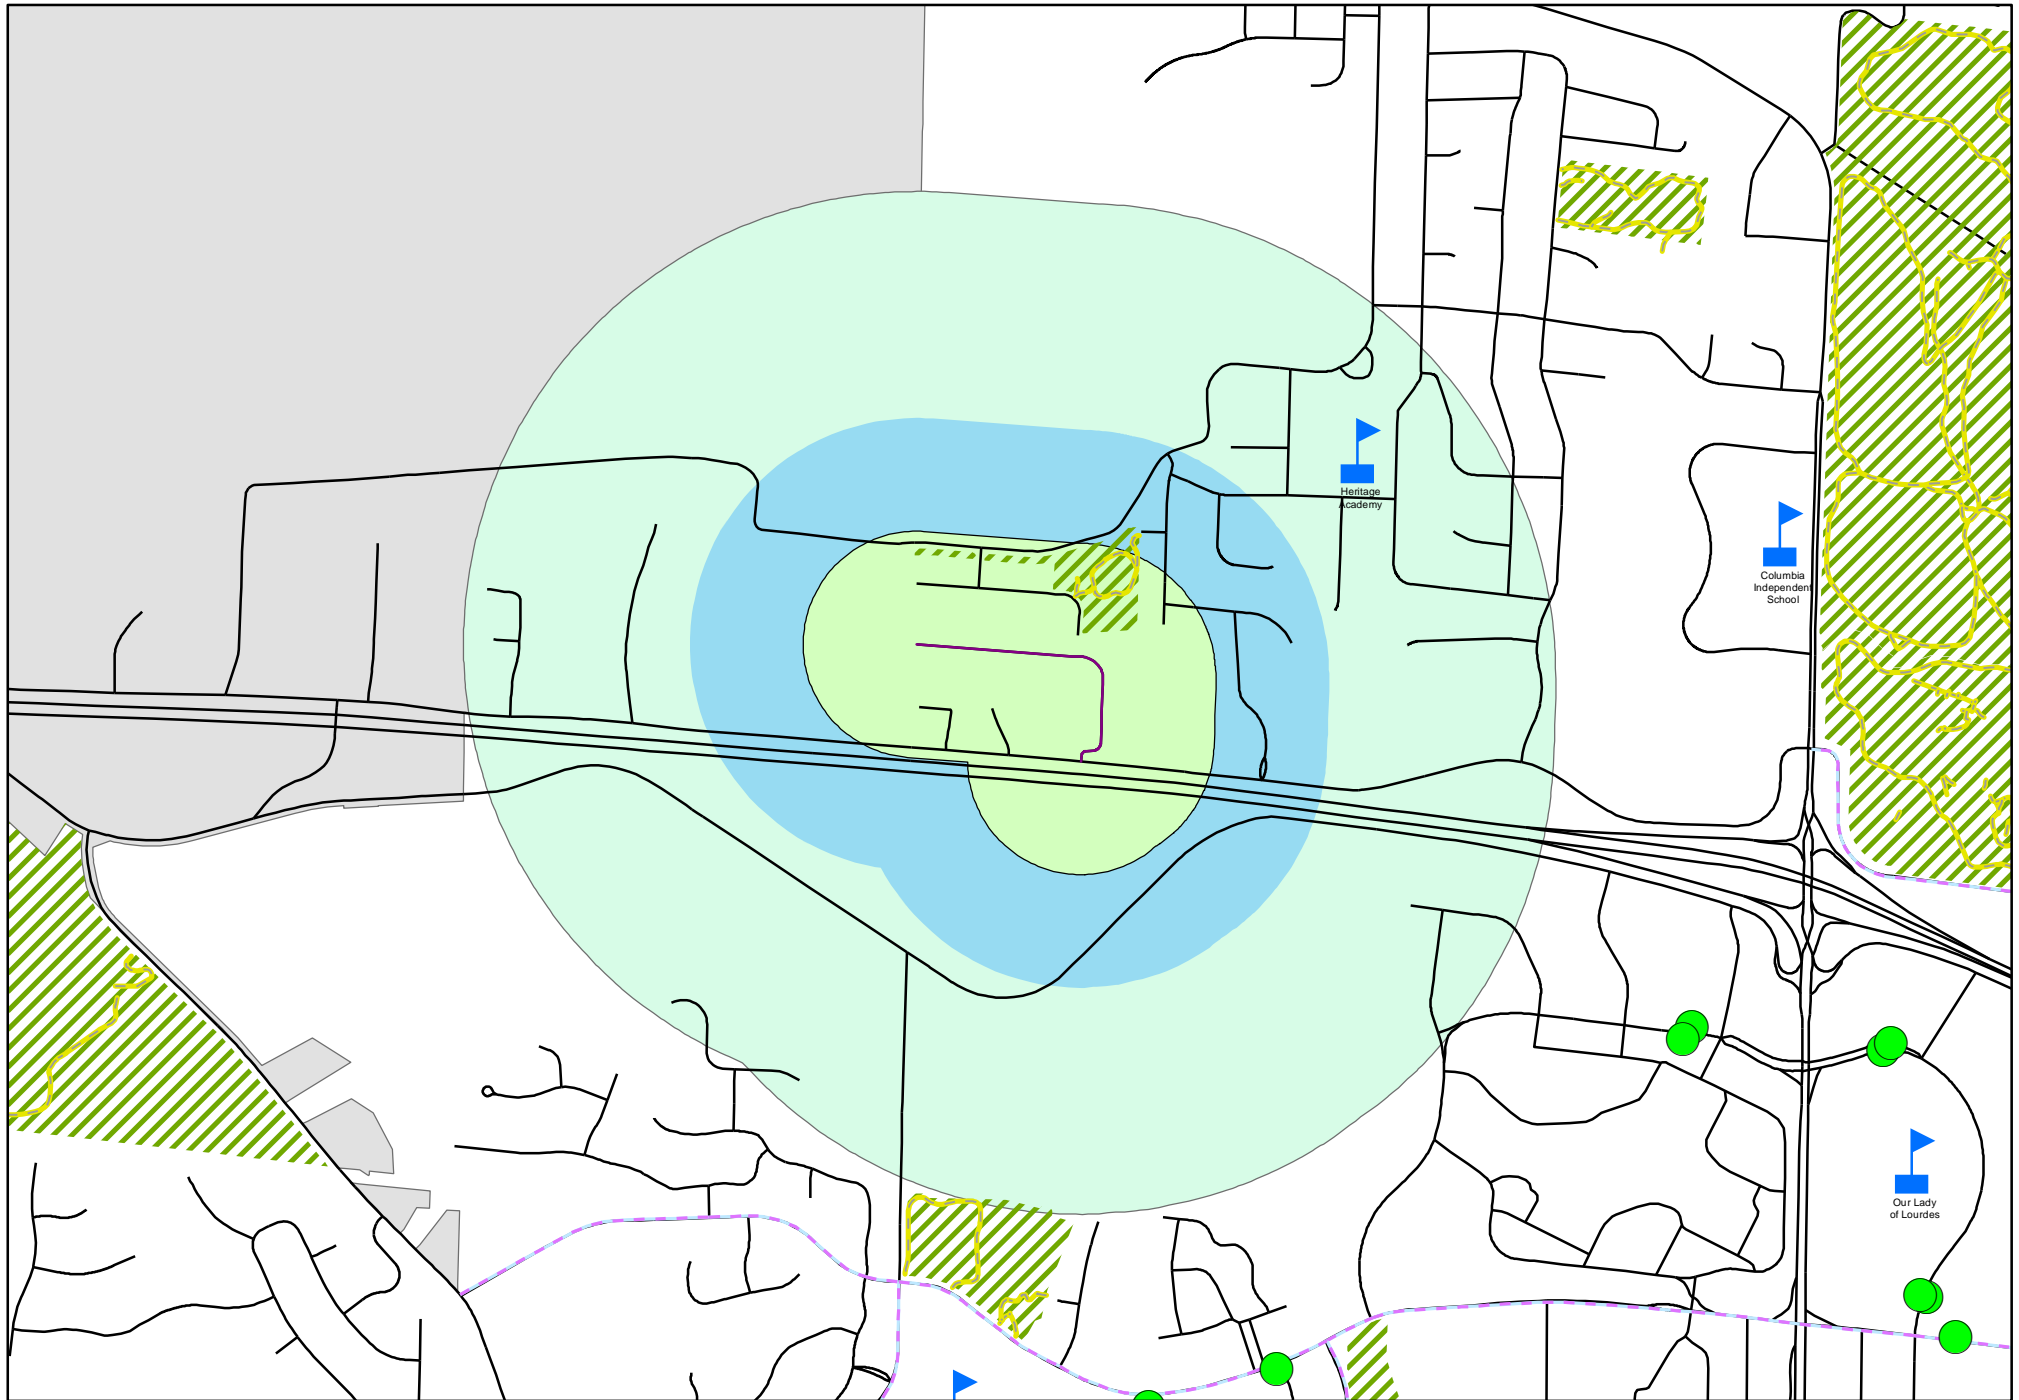 Heritage
Academy
Columbia
Independent
School
Our Lady
of Lourdes